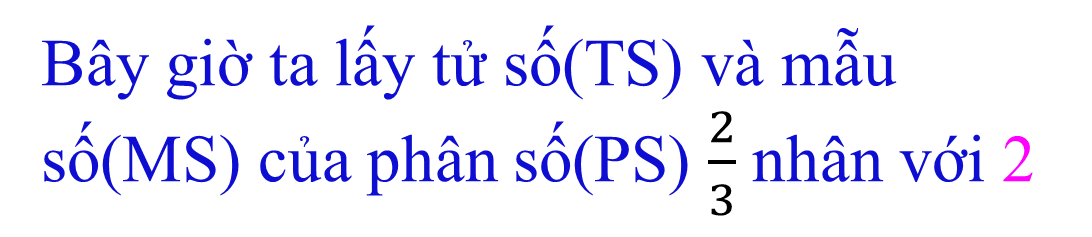 Bây giờ ta lấy tử số(TS) và mẫu
số(MS) của phân số(PS) 2/3 nhân với 2